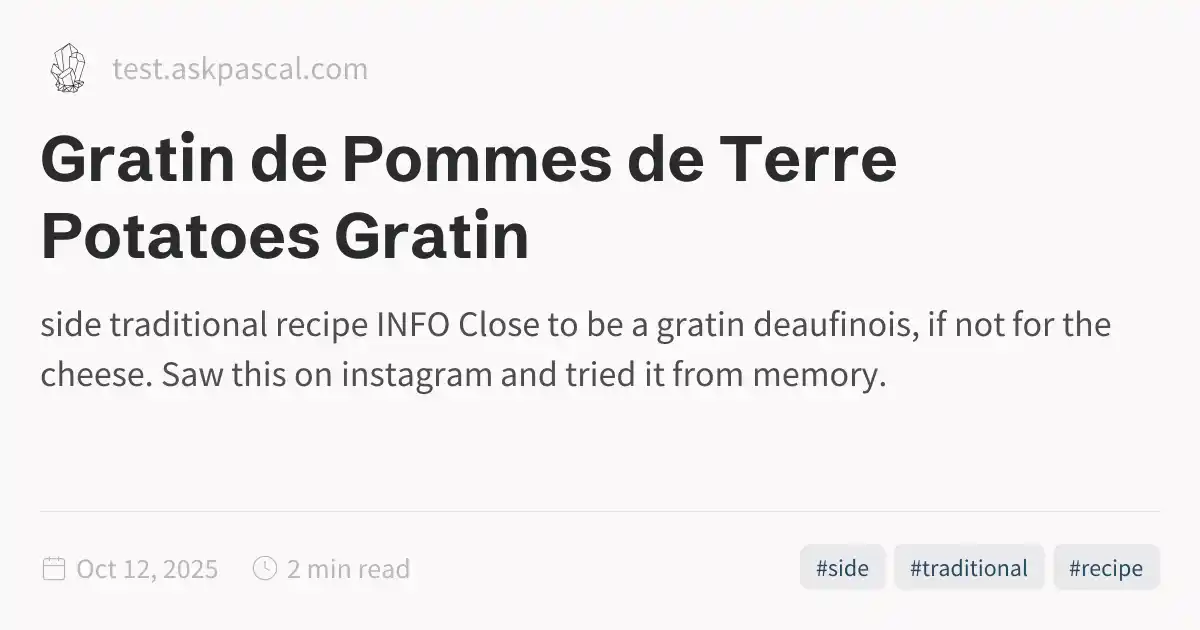 test.askpascal.com
Gratin de Pommes de Terre
Potatoes Gratin
side traditional recipe INFO Close to be a gratin deaufinois, if not for the
cheese. Saw this on instagram and tried it from memory.
Oct 12, 2025
2 min read
#side
#traditional
#recipe